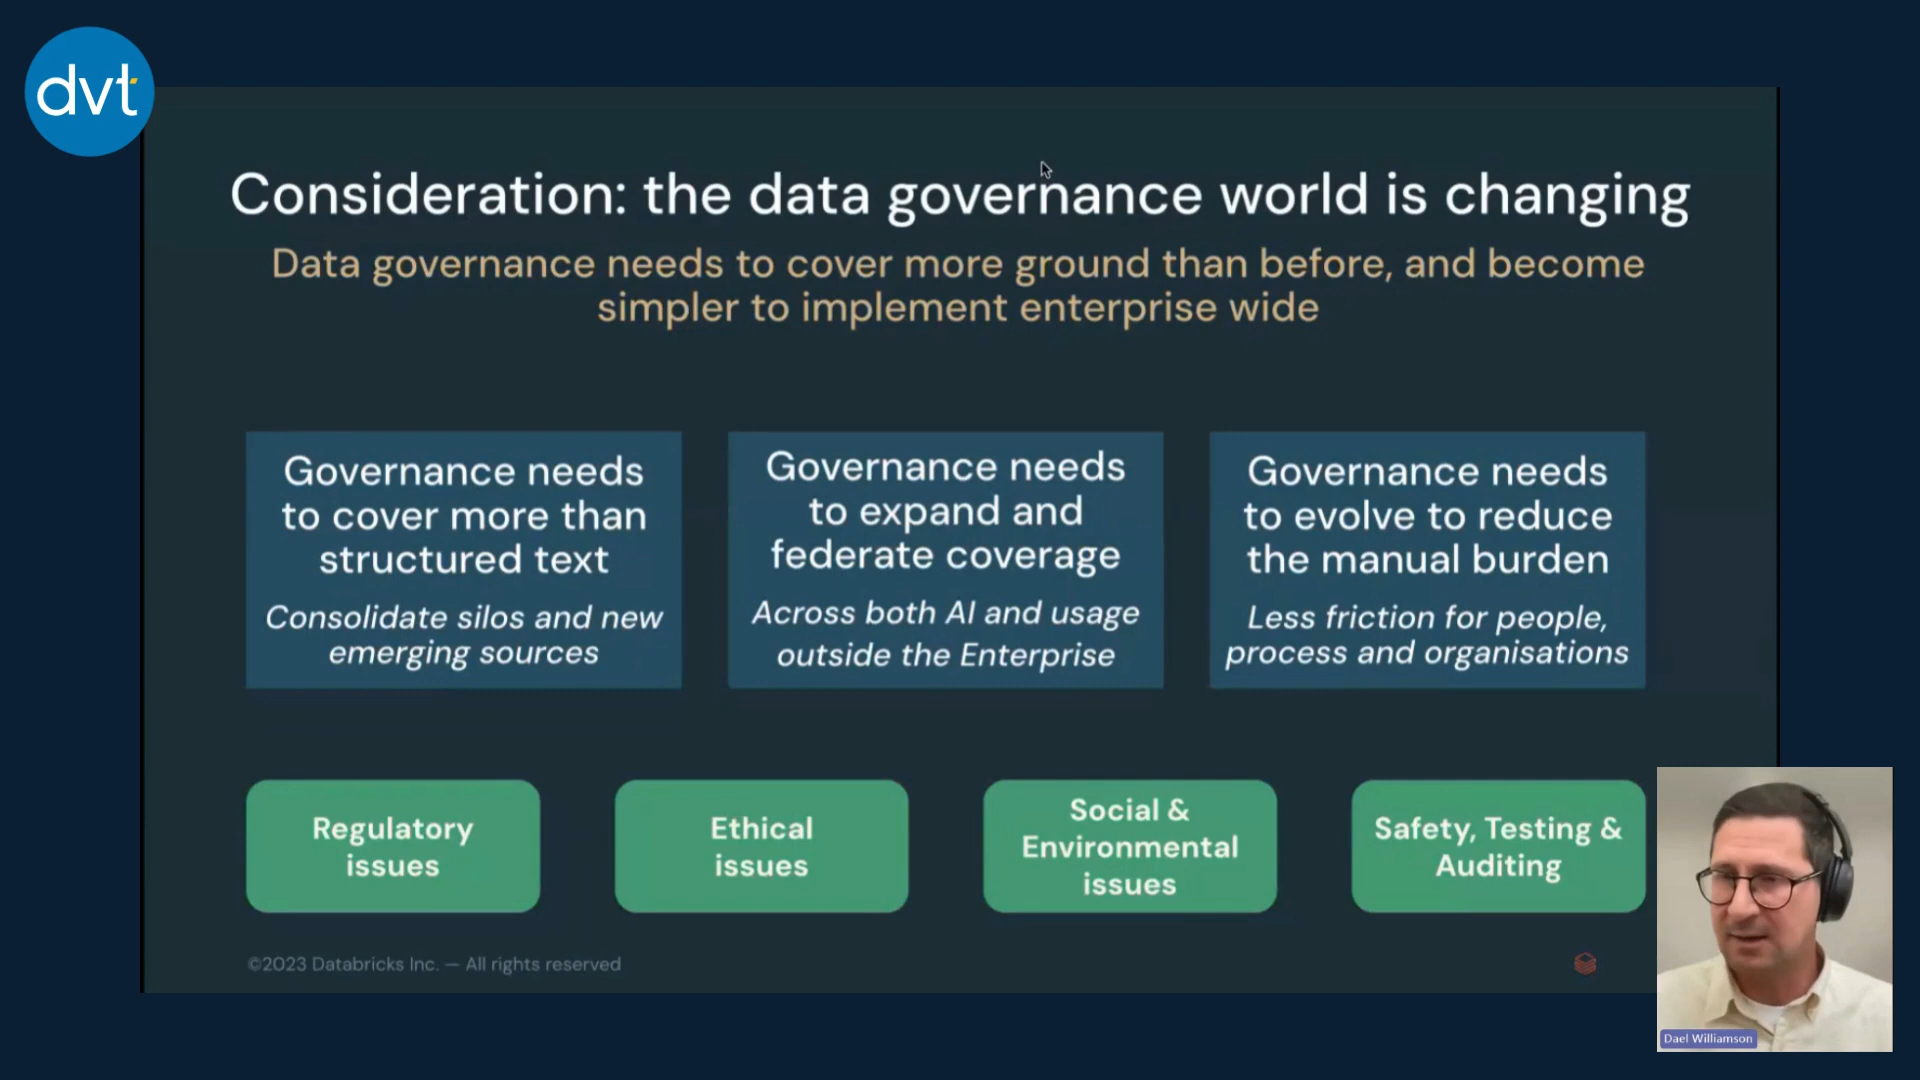 dvt
Consideration: the data governance world is changing
Data governance needs to cover more ground than before, and become
simpler to implement enterprise wide
Governance needs
to cover more than
structured text
Consolidate silos and new
emerging sources
Governance needs
to expand and
federate coverage
Across both AI and usage
outside the Enterprise
Governance needs
to evolve to reduce
the manual burden
Less friction for people,
process and organisations
Regulatory
issues
Ethical
issues
Social &
Environmental
issues
Safety, Testing &
Auditing
©2023 Databricks Inc. — All rights reserved
Dael Williamson